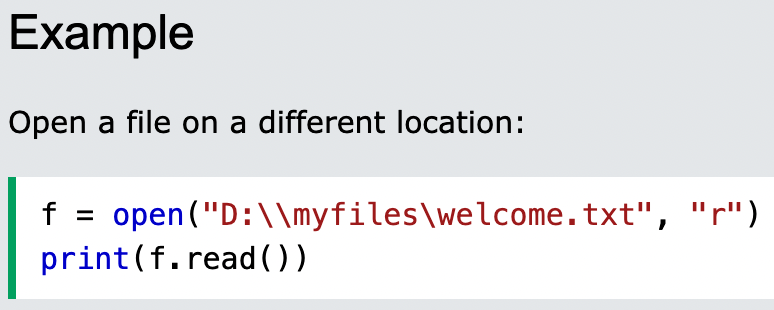 Example
Open a file on a different location:
f = open("D:\\myfiles\welcome.txt", "r")
print(f.read())